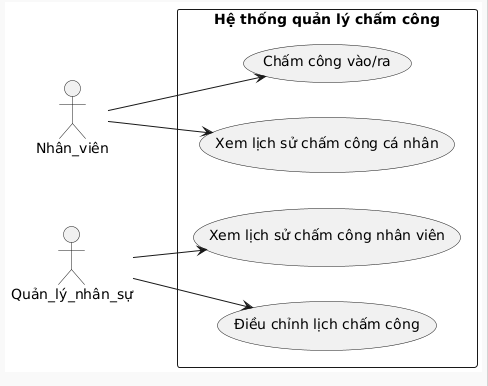 Hệ thống quản lý chấm công
Chấm công vào/ra
Nhân_viên
Xem lịch sử chấm công cá nhân
Xem lịch sử chấm công nhân viên
Quản_lý_nhân_sự
Điều chỉnh lịch chấm công